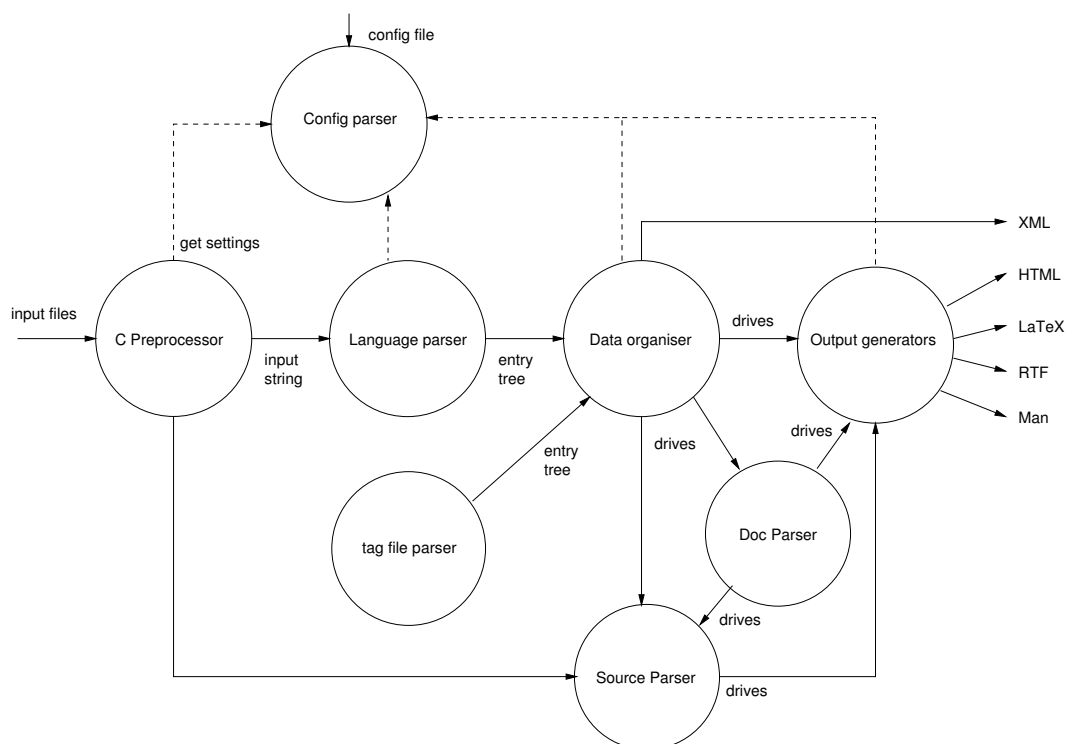 config file
Config parser
get settings
XML
HTML
input files
C Preprocessor
input
string
Language parser
entry
tree
Data organiser
drives
Output generators
LaTeX
RTF
Man
drives
drives
entry
tree
tag file parser
Doc Parser
drives
Source Parser
drives